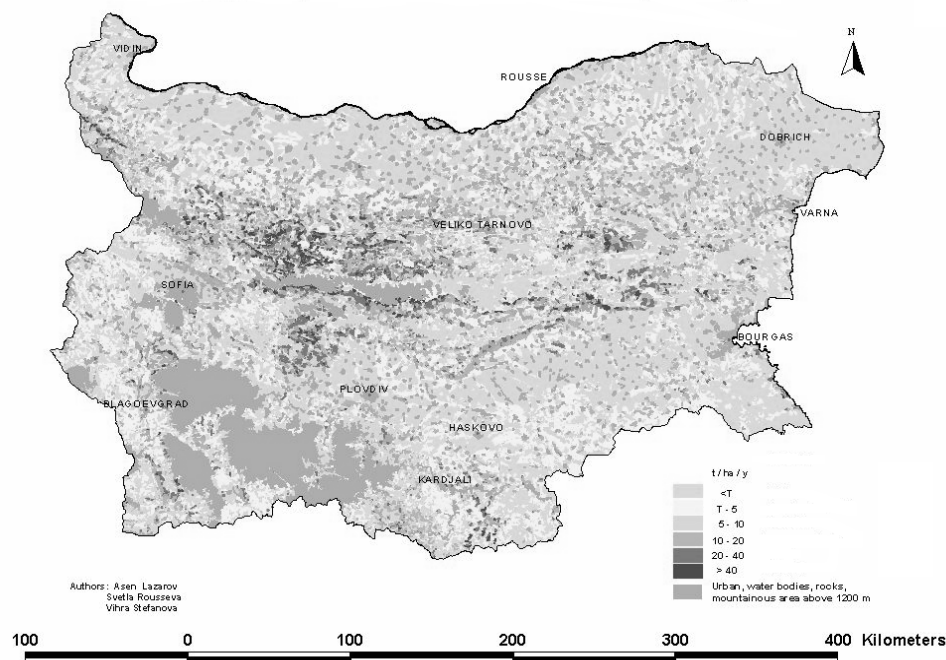 N
VIDIN
ROUSSE
DOBRICH
VARNA
VELIKO TARNOVO
SOFIA
BOURGAS
PLOVDIV
BLAGOEVGRAD
HASKOVO
KARDJALI
t / ha / y
<T
T - 5
5 - 10
10 - 20
20 - 40
> 40
Urban, water bodies, rocks,
mountainous area above 1200 m
Authors: Asen Lazarov
Svetla Rousseva
Vihra Stefanova
100 0 100 200 300 400 Kilometers